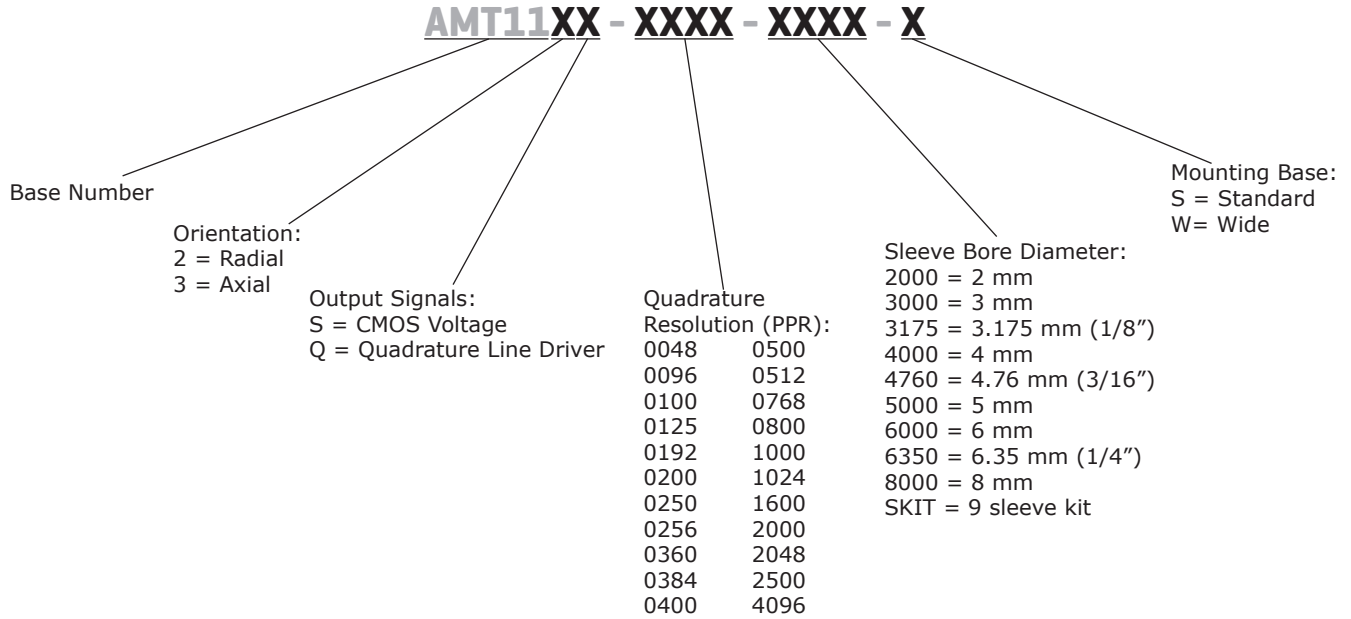 AMT11XX - XXXX - XXXX - X
Base Number
Orientation:
2 = Radial
3 = Axial
Output Signals:
S = CMOS Voltage
Q = Quadrature Line Driver
Quadrature
Resolution (PPR):
0048 0500
0096 0512
0100 0768
0125 0800
0192 1000
0200 1024
0250 1600
0256 2000
0360 2048
0384 2500
0400 4096
Sleeve Bore Diameter:
2000 = 2 mm
3000 = 3 mm
3175 = 3.175 mm (1/8″)
4000 = 4 mm
4760 = 4.76 mm (3/16″)
5000 = 5 mm
6000 = 6 mm
6350 = 6.35 mm (1/4″)
8000 = 8 mm
SKIT = 9 sleeve kit
Mounting Base:
S = Standard
W= Wide